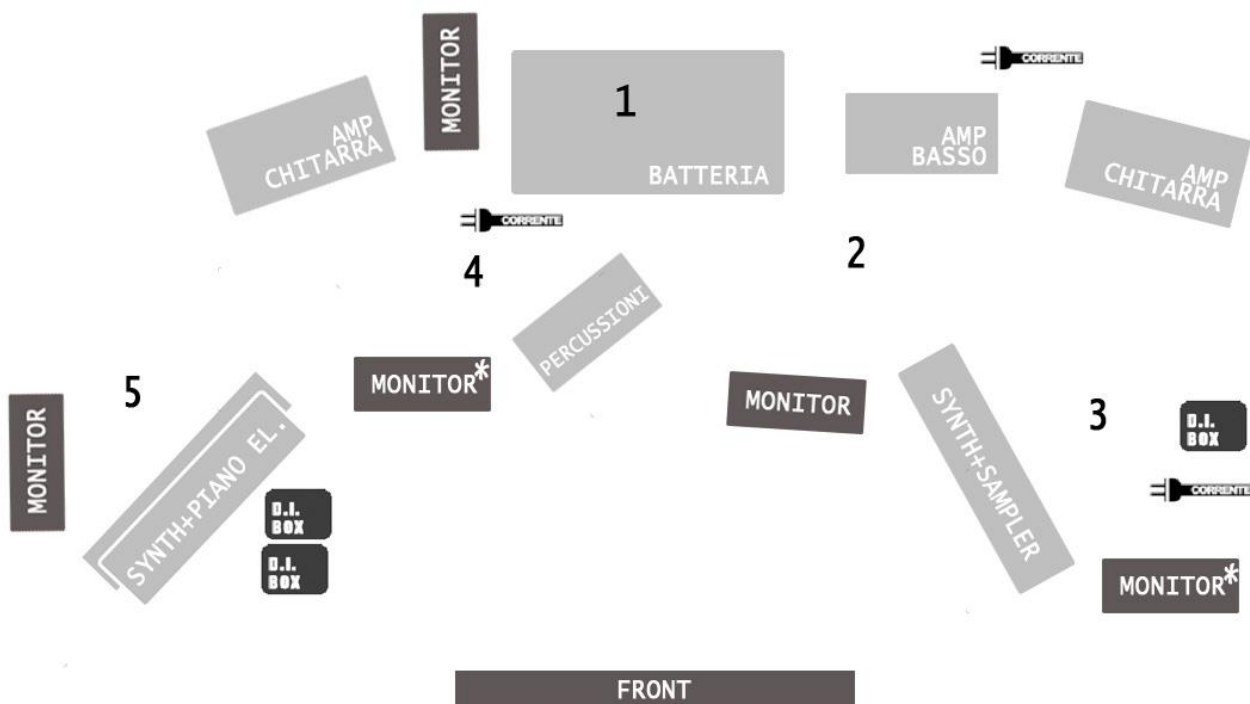 MONITOR
1
BATTERIA
CORRENTE
AMP
CHITARRA
AMP
BASSO
AMP
CHITARRA
CORRENTE
4
2
PERCUSSIONI
5
MONITOR*
MONITOR
3
D.I.
BOX
MONITOR
SYNTH+PIANO EL.
SYNTH+SAMPLER
CORRENTE
D.I.
BOX
D.I.
BOX
MONITOR*
FRONT